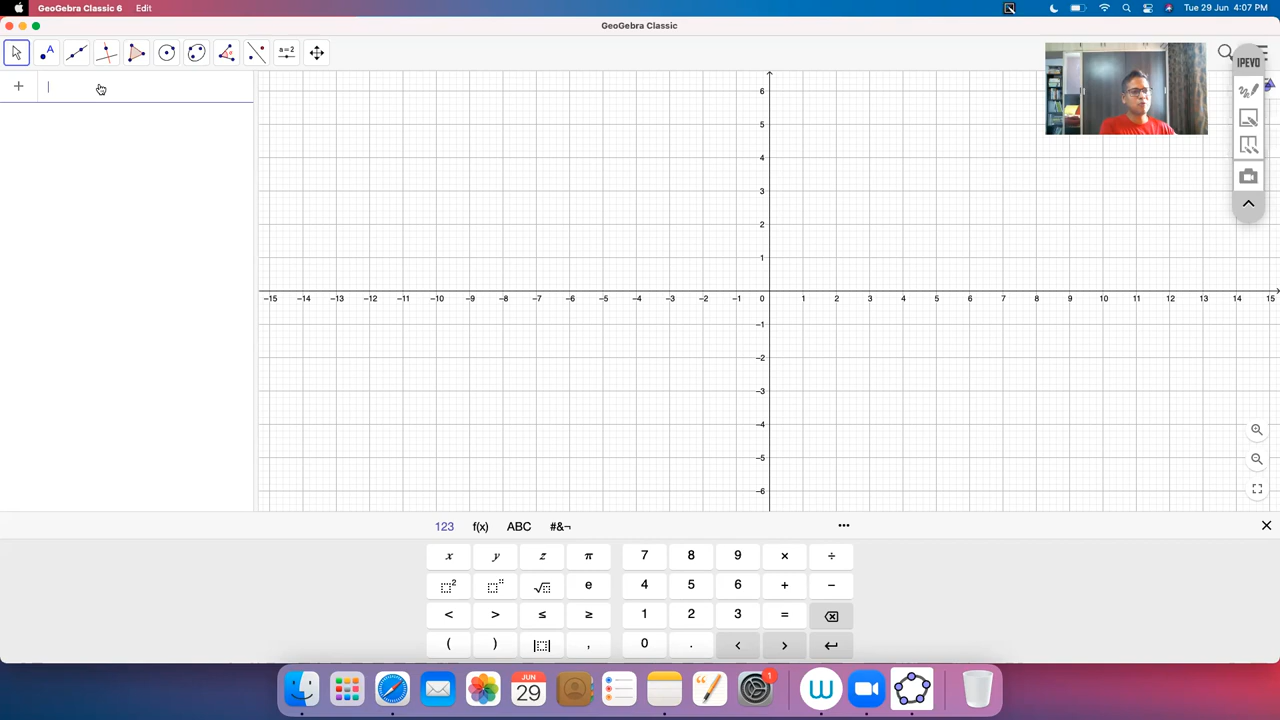 GeoGebra Classic 6 Edit Tue 29 Jun 4:07 PM
GeoGebra Classic
A a=2
IPEVO
+
6
5
4
3
2
1
-15 -14 -13 -12 -11 -10 -9 -8 -7 -6 -5 -4 -3 -2 -1 0 1 2 3 4 5 6 7 8 9 10 11 12 13 14 15
-1
-2
-3
-4
-5
-6
123 f(x) ABC #&¬ •••
x y z π 7 8 9 × ÷
2 √ e 4 5 6 + −
< > ≤ ≥ 1 2 3 =
( ) | | , 0 . < >
JUN
29
1